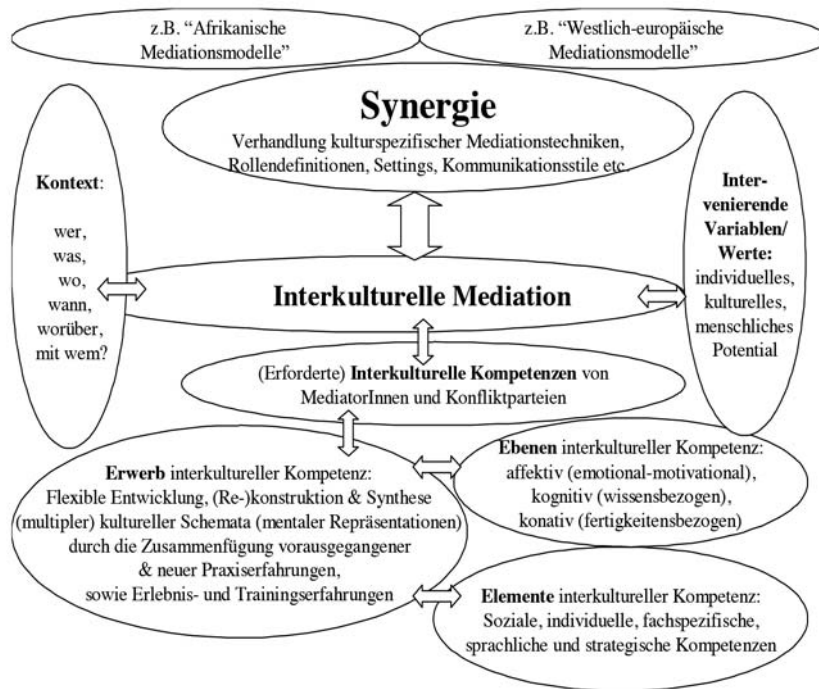 z.B. “Afrikanische
Mediationsmodelle”
z.B. “Westlich-europäische
Mediationsmodelle”
Synergie
Verhandlung kulturspezifischer Mediationstechniken,
Rollendefinitionen, Settings, Kommunikationsstile etc.
Kontext:
wer,
was,
wo,
wann,
worüber,
mit wem?
Inter-
venierende
Variablen/
Werte:
individuelles,
kulturelles,
menschliches
Potential
Interkulturelle Mediation
(Erforderte) Interkulturelle Kompetenzen von
MediatorInnen und Konfliktparteien
Erwerb interkultureller Kompetenz:
Flexible Entwicklung, (Re-)konstruktion & Synthese
(multipler) kultureller Schemata (mentaler Repräsentationen)
durch die Zusammenfügung vorausgegangener
& neuer Praxiserfahrungen,
sowie Erlebnis- und Trainingserfahrungen
Ebenen interkultureller Kompetenz:
affektiv (emotional-motivational),
kognitiv (wissensbezogen),
konativ (fertigkeitensbezogen)
Elemente interkultureller Kompetenz:
Soziale, individuelle, fachspezifische,
sprachliche und strategische Kompetenzen